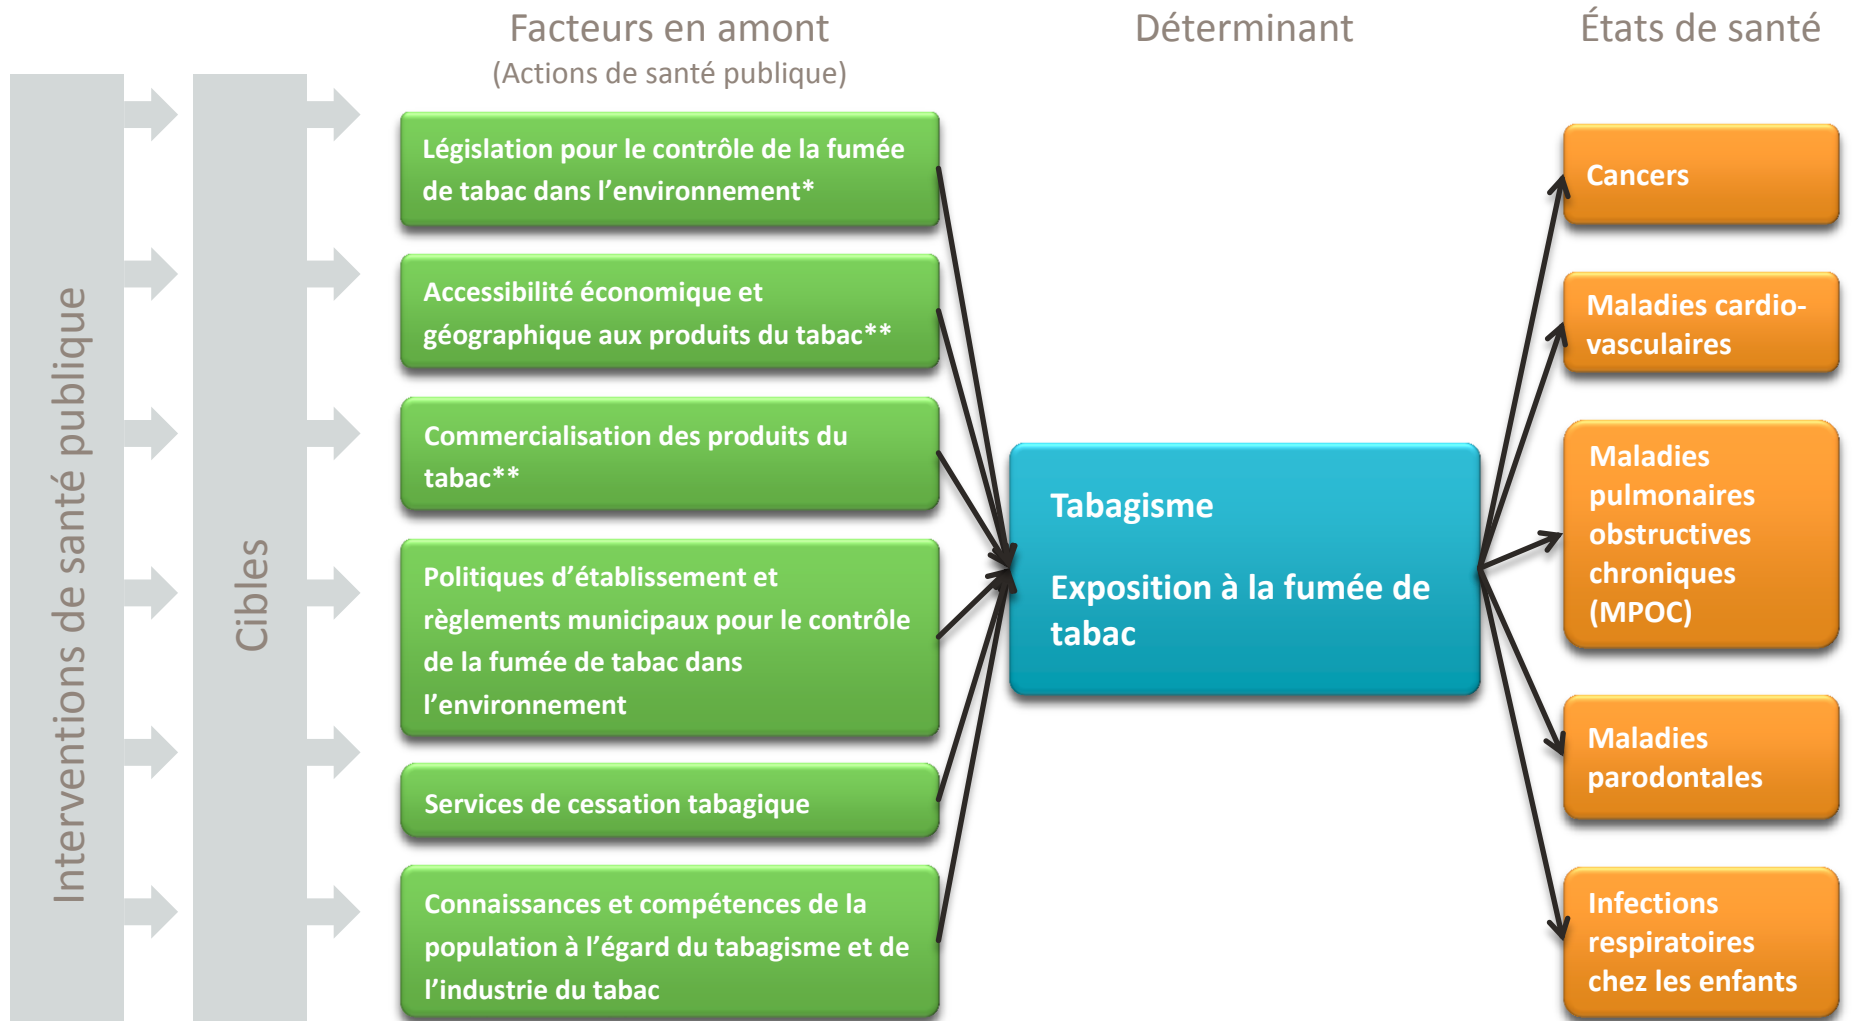 Facteurs en amont
(Actions de santé publique)
Déterminant
États de santé
Interventions de santé publique
Cibles
Législation pour le contrôle de la fumée
de tabac dans l’environnement*
Accessibilité économique et
géographique aux produits du tabac**
Commercialisation des produits du
tabac**
Politiques d’établissement et
règlements municipaux pour le contrôle
de la fumée de tabac dans
l’environnement
Services de cessation tabagique
Connaissances et compétences de la
population à l’égard du tabagisme et de
l’industrie du tabac
Tabagisme
Exposition à la fumée de
tabac
Cancers
Maladies cardio-
vasculaires
Maladies
pulmonaires
obstructives
chroniques
(MPOC)
Maladies
parodontales
Infections
respiratoires
chez les enfants